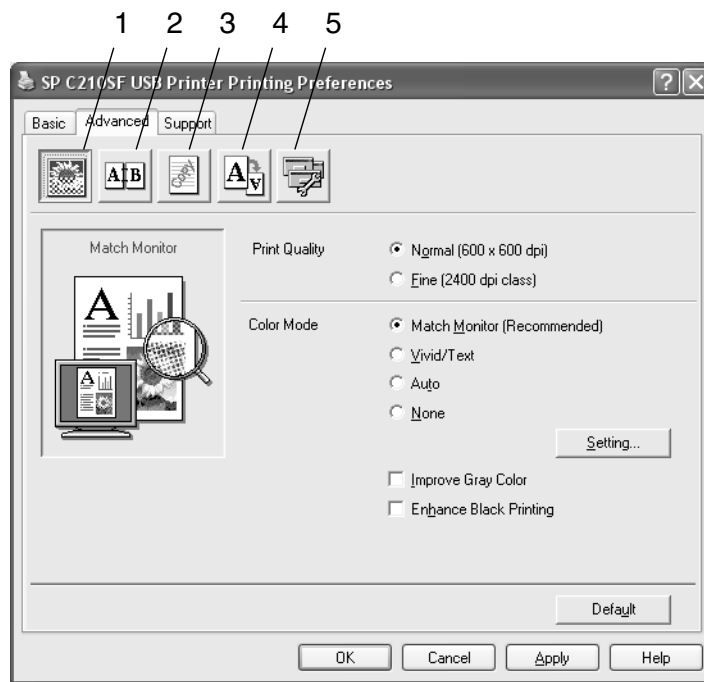 1 2 3 4 5
SP C210SF USB Printer Printing Preferences
Basic Advanced Support
A B Copy A A
Match Monitor
Print Quality
Normal (600 x 600 dpi)
Fine (2400 dpi class)
Color Mode
Match Monitor (Recommended)
Vivid/Text
Auto
None
Setting...
Improve Gray Color
Enhance Black Printing
A
A
Default
OK Cancel Apply Help